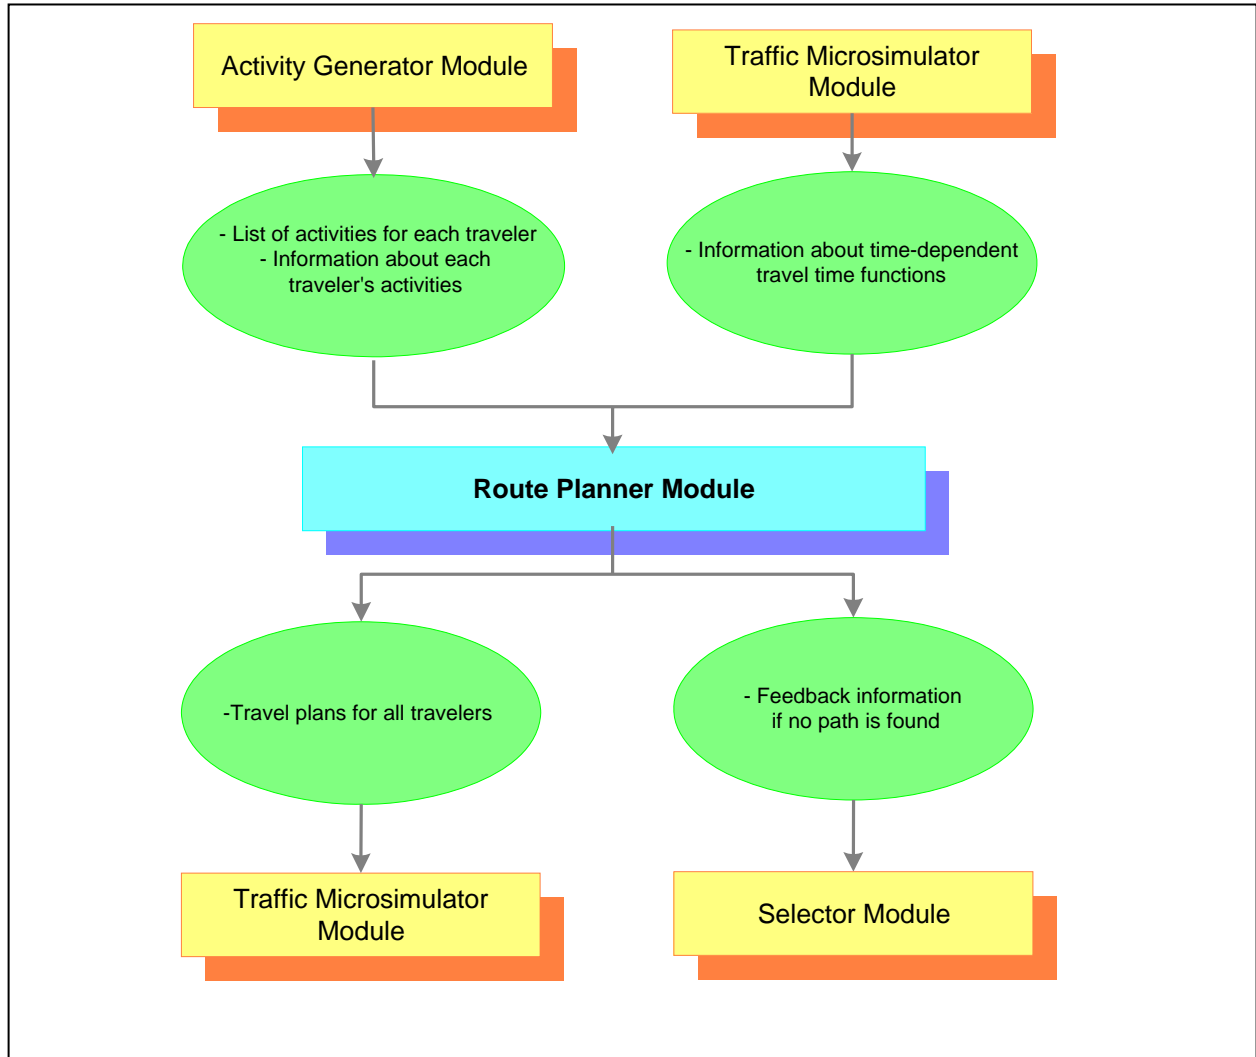 Activity Generator Module
Traffic Microsimulator
Module
- List of activities for each traveler
- Information about each
traveler's activities
- Information about time-dependent
travel time functions
Route Planner Module
-Travel plans for all travelers
- Feedback information
if no path is found
Traffic Microsimulator
Module
Selector Module